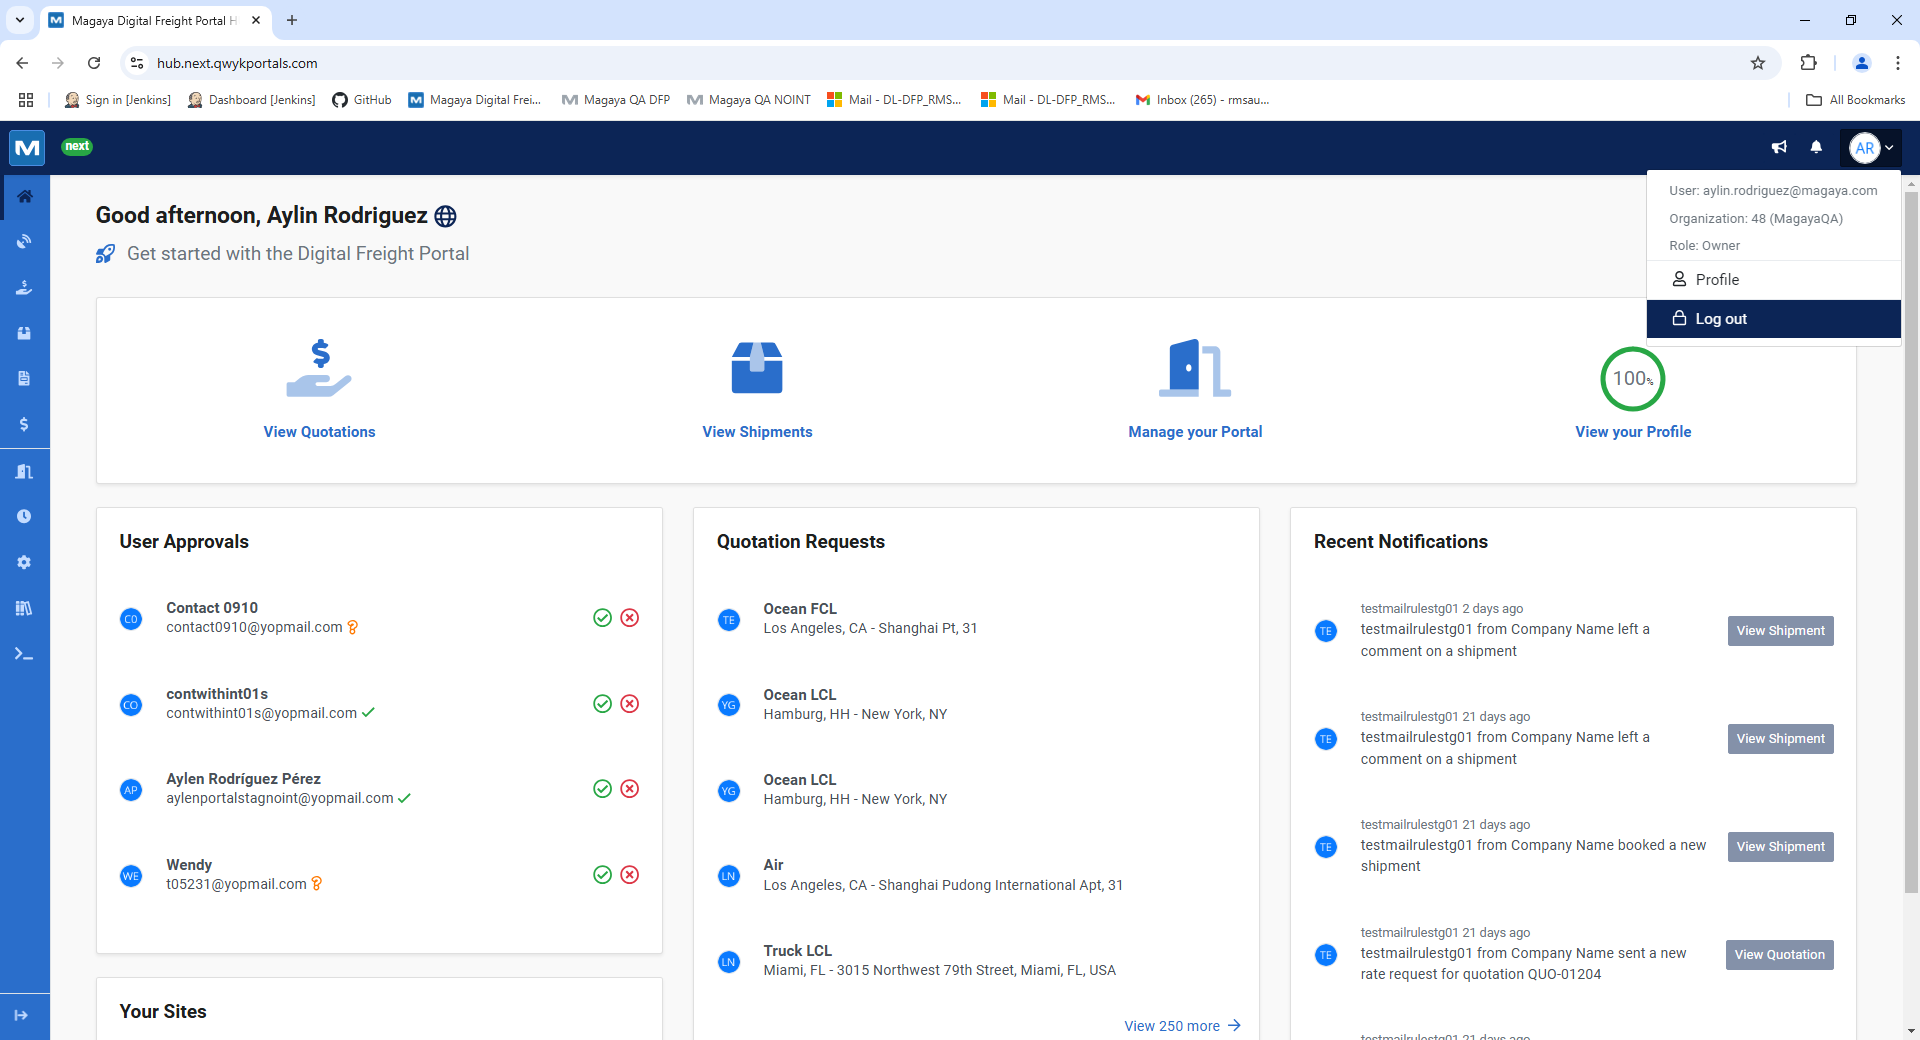 Magaya Digital Freight Portal H
hub.next.qwykportals.com
Sign in [Jenkins]
Dashboard [Jenkins]
GitHub
Magaya Digital Frei...
Magaya QA DFP
Magaya QA NOINT
Mail - DL-DFP_RMS...
Mail - DL-DFP_RMS...
Inbox (265) - rmsau...
All Bookmarks
next
AR
User: aylin.rodriguez@magaya.com
Organization: 48 (MagayaQA)
Role: Owner
Profile
Log out
Good afternoon, Aylin Rodriguez
Get started with the Digital Freight Portal
100%
View Quotations
View Shipments
Manage your Portal
View your Profile
User Approvals
C0
Contact 0910
contact0910@yopmail.com
CO
contwithint01s
contwithint01s@yopmail.com
AP
Aylen Rodríguez Pérez
aylenportalstagnoint@yopmail.com
WE
Wendy
t05231@yopmail.com
Your Sites
Quotation Requests
TE
Ocean FCL
Los Angeles, CA - Shanghai Pt, 31
YG
Ocean LCL
Hamburg, HH - New York, NY
YG
Ocean LCL
Hamburg, HH - New York, NY
LN
Air
Los Angeles, CA - Shanghai Pudong International Apt, 31
LN
Truck LCL
Miami, FL - 3015 Northwest 79th Street, Miami, FL, USA
View 250 more
Recent Notifications
TE
testmailrulestg01 2 days ago
testmailrulestg01 from Company Name left a
comment on a shipment
View Shipment
TE
testmailrulestg01 21 days ago
testmailrulestg01 from Company Name left a
comment on a shipment
View Shipment
TE
testmailrulestg01 21 days ago
testmailrulestg01 from Company Name booked a new
shipment
View Shipment
TE
testmailrulestg01 21 days ago
testmailrulestg01 from Company Name sent a new
rate request for quotation QUO-01204
View Quotation
testmailrulestg01 21 days ago